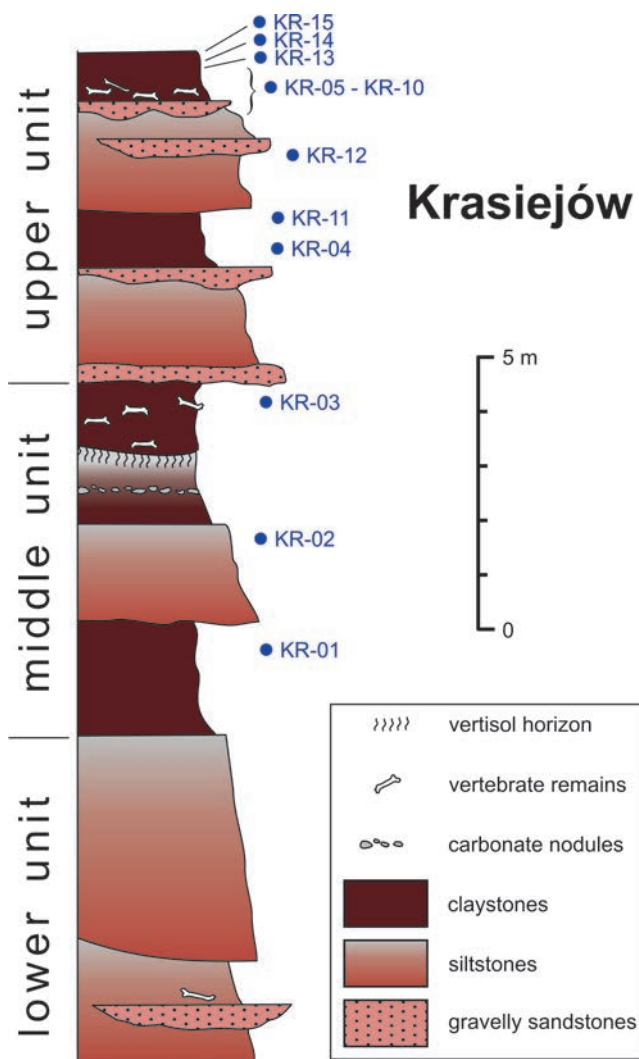 KR-15
KR-14
KR-13
KR-05 - KR-10
KR-12
Krasiejów
KR-11
KR-04
upper unit
5 m
KR-03
KR-02
middle unit
0
KR-01
vertisol horizon
vertebrate remains
carbonate nodules
claystones
lower unit
siltstones
gravelly sandstones